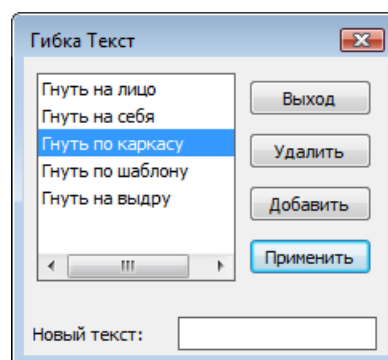 Гибка Текст
Гнуть на лицо
Гнуть на себя
Гнуть по каркасу
Гнуть по шаблону
Гнуть на выдру
Выход
Удалить
Добавить
Применить
Новый текст: